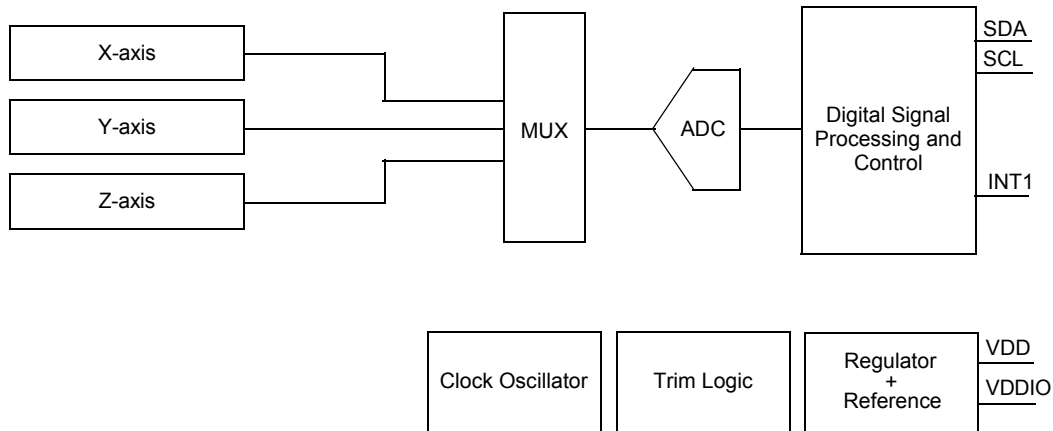 X-axis
Y-axis
Z-axis
MUX
ADC
Digital Signal
Processing and
Control
SDA
SCL
INT1
Clock Oscillator
Trim Logic
Regulator
+
Reference
VDD
VDDIO